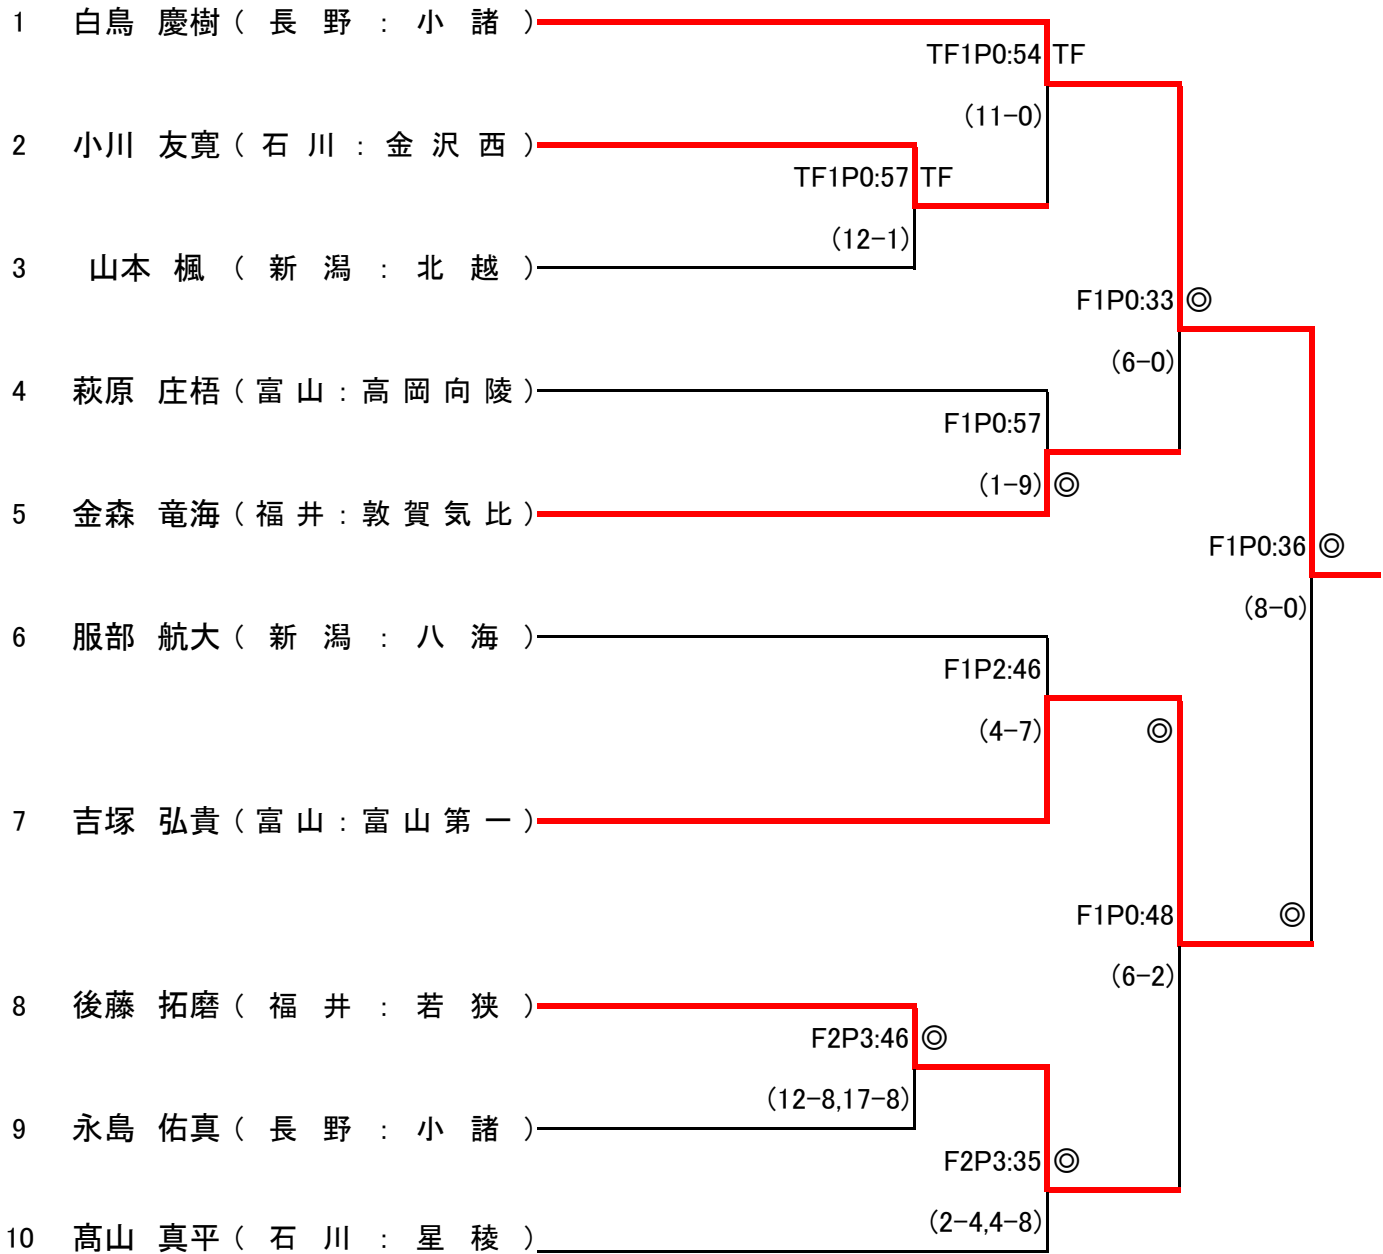 1 白鳥 慶樹 ( 長 野 : 小 諸 )
TF1P0:54 TF
(11-0)
2 小川 友寛 ( 石 川 : 金 沢 西 )
TF1P0:57 TF
(12-1)
3 山本 楓 ( 新 潟 : 北 越 )
F1P0:33 ◎
(6-0)
4 萩原 庄梧 ( 富 山 : 高 岡 向 陵 )
F1P0:57
(1-9) ◎
5 金森 竜海 ( 福 井 : 敦 賀 気 比 )
F1P0:36 ◎
(8-0)
6 服部 航大 ( 新 潟 : 八 海 )
F1P2:46
(4-7) ◎
7 吉塚 弘貴 ( 富 山 : 富 山 第 一 )
F1P0:48 ◎
(6-2)
8 後藤 拓磨 ( 福 井 : 若 狭 )
F2P3:46 ◎
(12-8,17-8)
9 永島 佑真 ( 長 野 : 小 諸 )
F2P3:35 ◎
(2-4,4-8)
10 髙山 真平 ( 石 川 : 星 稜 )